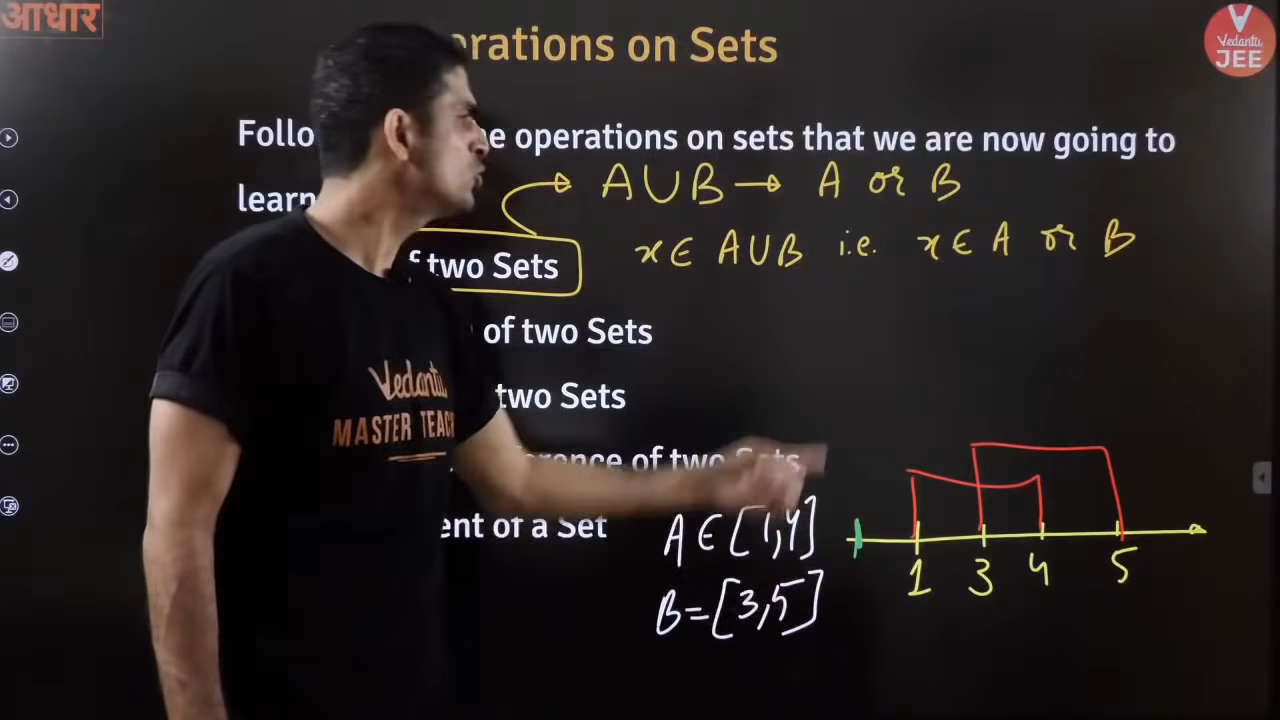 आधार
erations on Sets
Vedantu
JEE
Follo e operations on sets that we are now going to
learn
A∪B → A or B
x ∈ A∪B i.e. x ∈ A or B
f two Sets
of two Sets
two Sets
erence of two Sets
ent of a Set
Vedantu
MASTER TEAC
A ∈ [1,4]
B = [3,5]
1 3 4 5